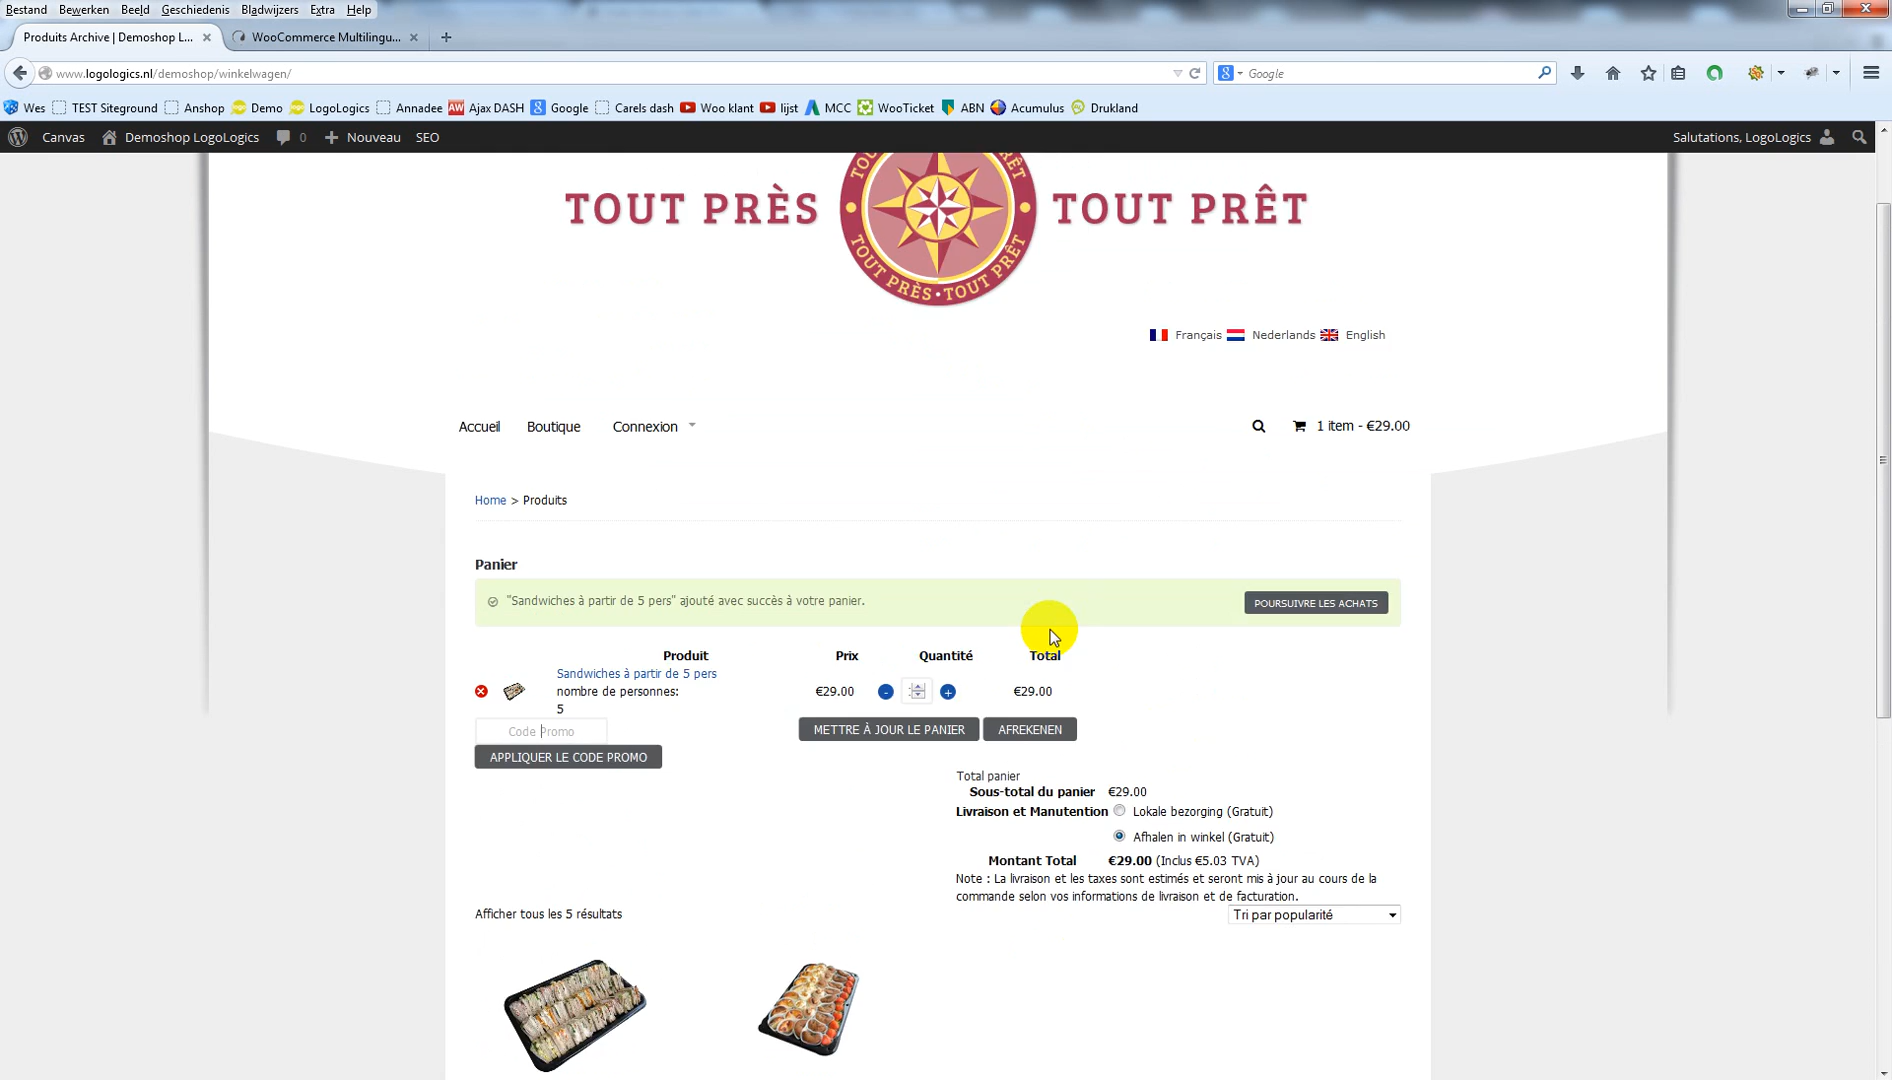 Bestand Bewerken Beeld Geschiedenis Bladwijzers Extra Help
Produits Archive | Demoshop L... WooCommerce Multilingu...
www.logologics.nl/demoshop/winkelwagen/ Google
Wes TEST Siteground Anshop Demo LogoLogics Annadee Ajax DASH Google Carels dash Woo klant lijst MCC WooTicket ABN Acumulus Drukland
Canvas Demoshop LogoLogics 0 Nouveau SEO Salutations, LogoLogics
TOUT PRÈS TOUT PRÊT
TOUT PRÈS • TOUT PRÊT
Français Nederlands English
Accueil Boutique Connexion 1 item - €29.00
Home > Produits
Panier
"Sandwiches à partir de 5 pers" ajouté avec succès à votre panier. POURSUIVRE LES ACHATS
Produit Prix Quantité Total
Sandwiches à partir de 5 pers
nombre de personnes: €29.00 - + €29.00
5
Code Promo METTRE À JOUR LE PANIER AFREKENEN
APPLIQUER LE CODE PROMO
Total panier
Sous-total du panier €29.00
Livraison et Manutention Lokale bezorging (Gratuit)
Afhalen in winkel (Gratuit)
Montant Total €29.00 (Inclus €5.03 TVA)
Note : La livraison et les taxes sont estimés et seront mis à jour au cours de la
commande selon vos informations de livraison et de facturation.
Afficher tous les 5 résultats Tri par popularité